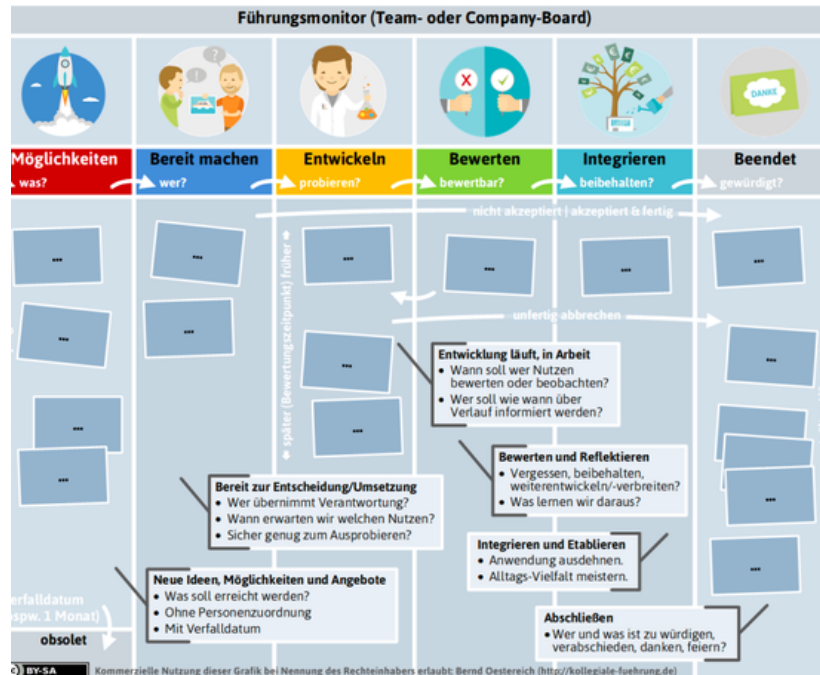 Führungsmonitor (Team- oder Company-Board)
! ?
X ✓
DANKE
Möglichkeiten
was?
Bereit machen
wer?
Entwickeln
probieren?
Bewerten
bewertbar?
Integrieren
beibehalten?
Beendet
gewürdigt?
nicht akzeptiert | akzeptiert & fertig
...
...
...
...
...
...
später (Bewertungszeitpunkt) früher
unfertig abbrechen
...
...
...
...
...
...
...
...
...
...
Entwicklung läuft, in Arbeit
• Wann soll wer Nutzen
bewerten oder beobachten?
• Wer soll wie wann über
Verlauf informiert werden?
Bewerten und Reflektieren
• Vergessen, beibehalten,
weiterentwickeln/-verbreiten?
• Was lernen wir daraus?
Bereit zur Entscheidung/Umsetzung
• Wer übernimmt Verantwortung?
• Wann erwarten wir welchen Nutzen?
• Sicher genug zum Ausprobieren?
Integrieren und Etablieren
• Anwendung ausdehnen.
• Alltags-Vielfalt meistern.
Neue Ideen, Möglichkeiten und Angebote
• Was soll erreicht werden?
• Ohne Personenzuordnung
• Mit Verfalldatum
Abschließen
• Wer und was ist zu würdigen,
verabschieden, danken, feiern?
erfalldatum
spw. 1 Monat)
obsolet
BY-SA
Kommerzielle Nutzung dieser Grafik bei Nennung des Rechteinhabers erlaubt: Bernd Oestereich (http://kollegiale-fuehrung.de)